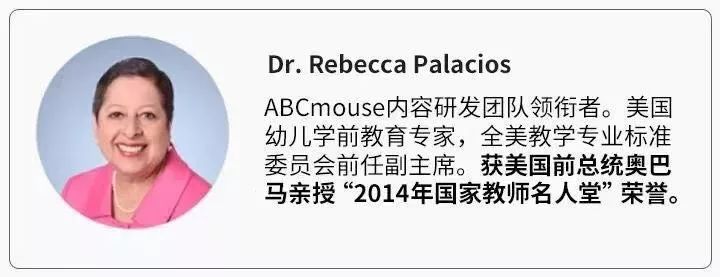 Dr. Rebecca Palacios
ABCmouse内容研发团队领衔者。美国
幼儿学前教育专家，全美教学专业标准
委员会前任副主席。获美国前总统奥巴
马亲授 “2014年国家教师名人堂” 荣誉。